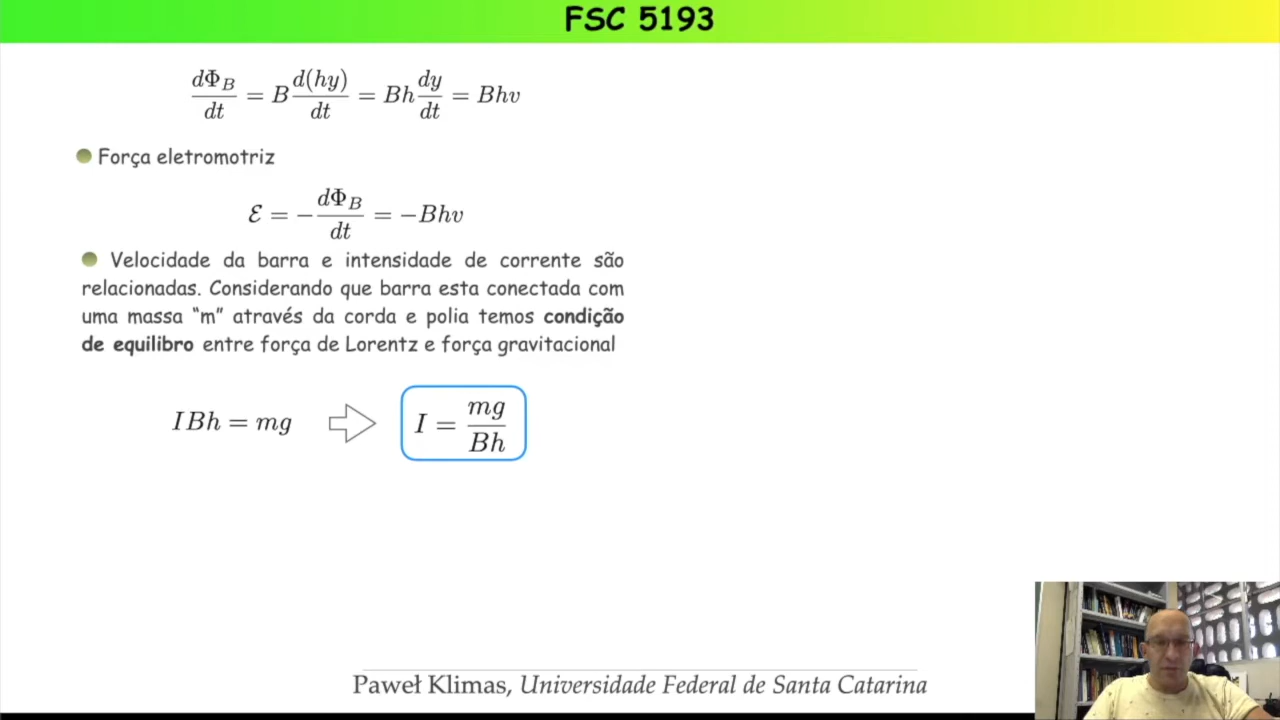 FSC 5193
dΦ_B/dt = B d(hy)/dt = Bh dy/dt = Bhv
Força eletromotriz
ℰ = − dΦ_B/dt = −Bhv
Velocidade da barra e intensidade de corrente são
relacionadas. Considerando que barra esta conectada com
uma massa “m” através da corda e polia temos condição
de equilibro entre força de Lorentz e força gravitacional
IBh = mg
I = mg/Bh
Paweł Klimas, Universidade Federal de Santa Catarina